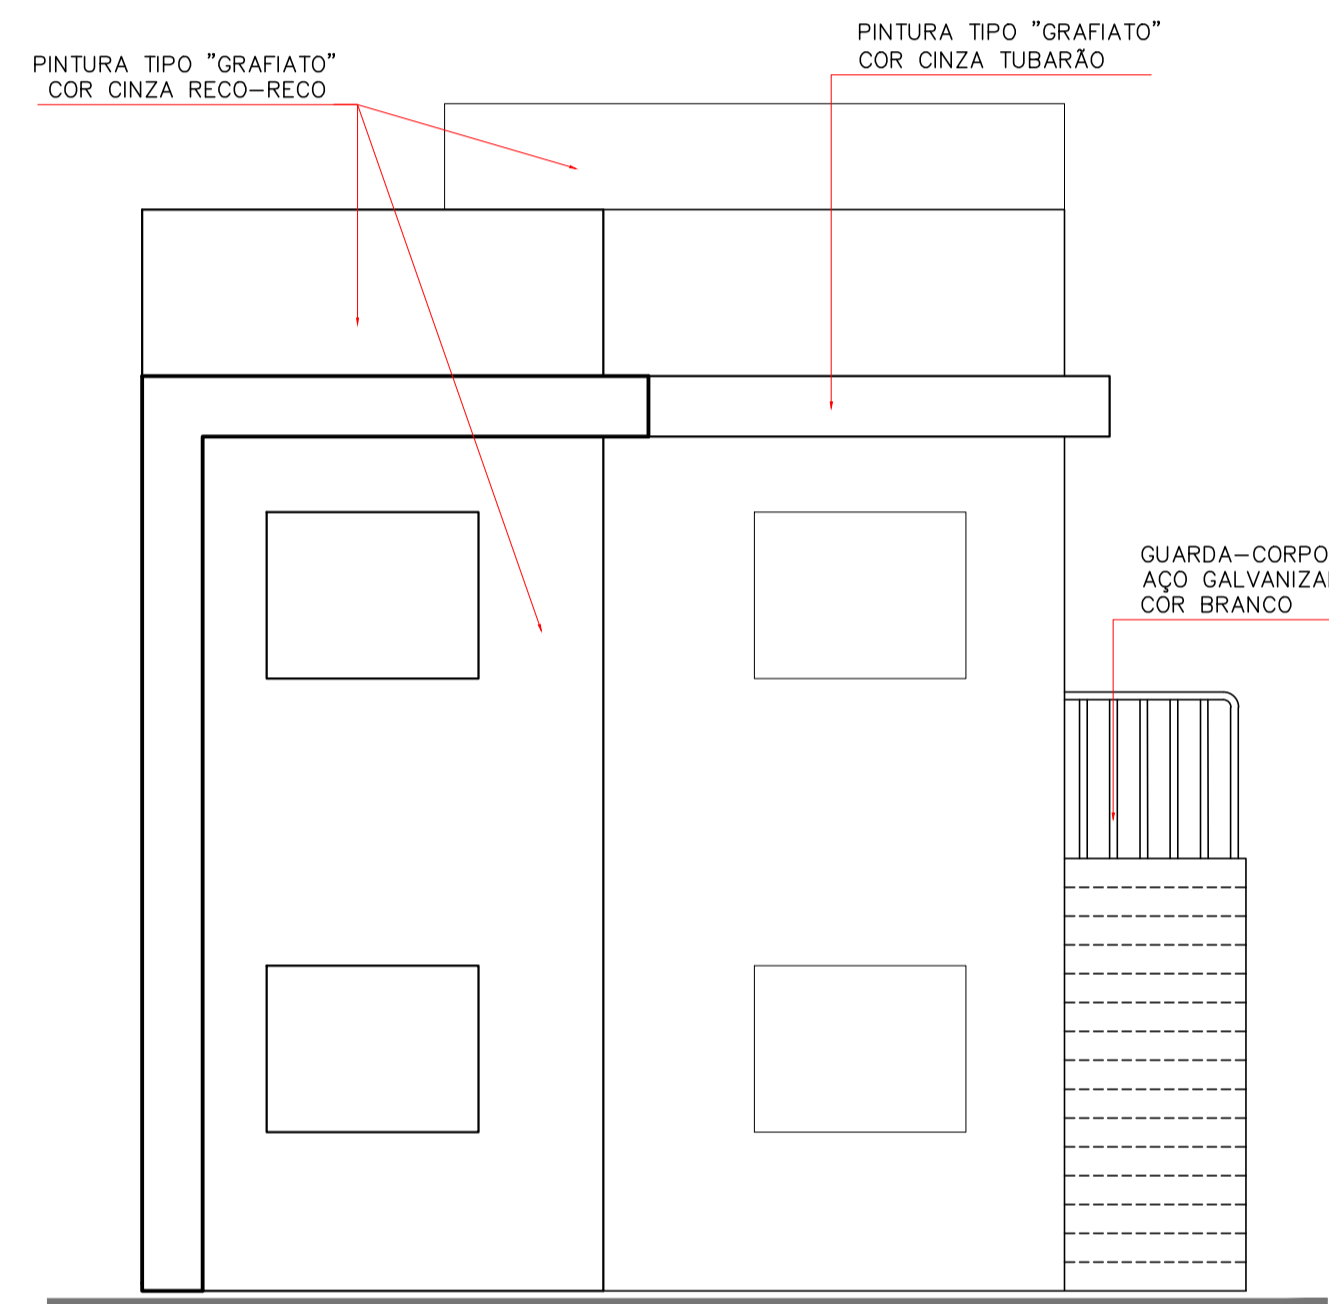 PINTURA TIPO "GRAFIATO"
COR CINZA RECO-RECO
PINTURA TIPO "GRAFIATO"
COR CINZA TUBARÃO
GUARDA-CORPO
AÇO
COR BRANCO